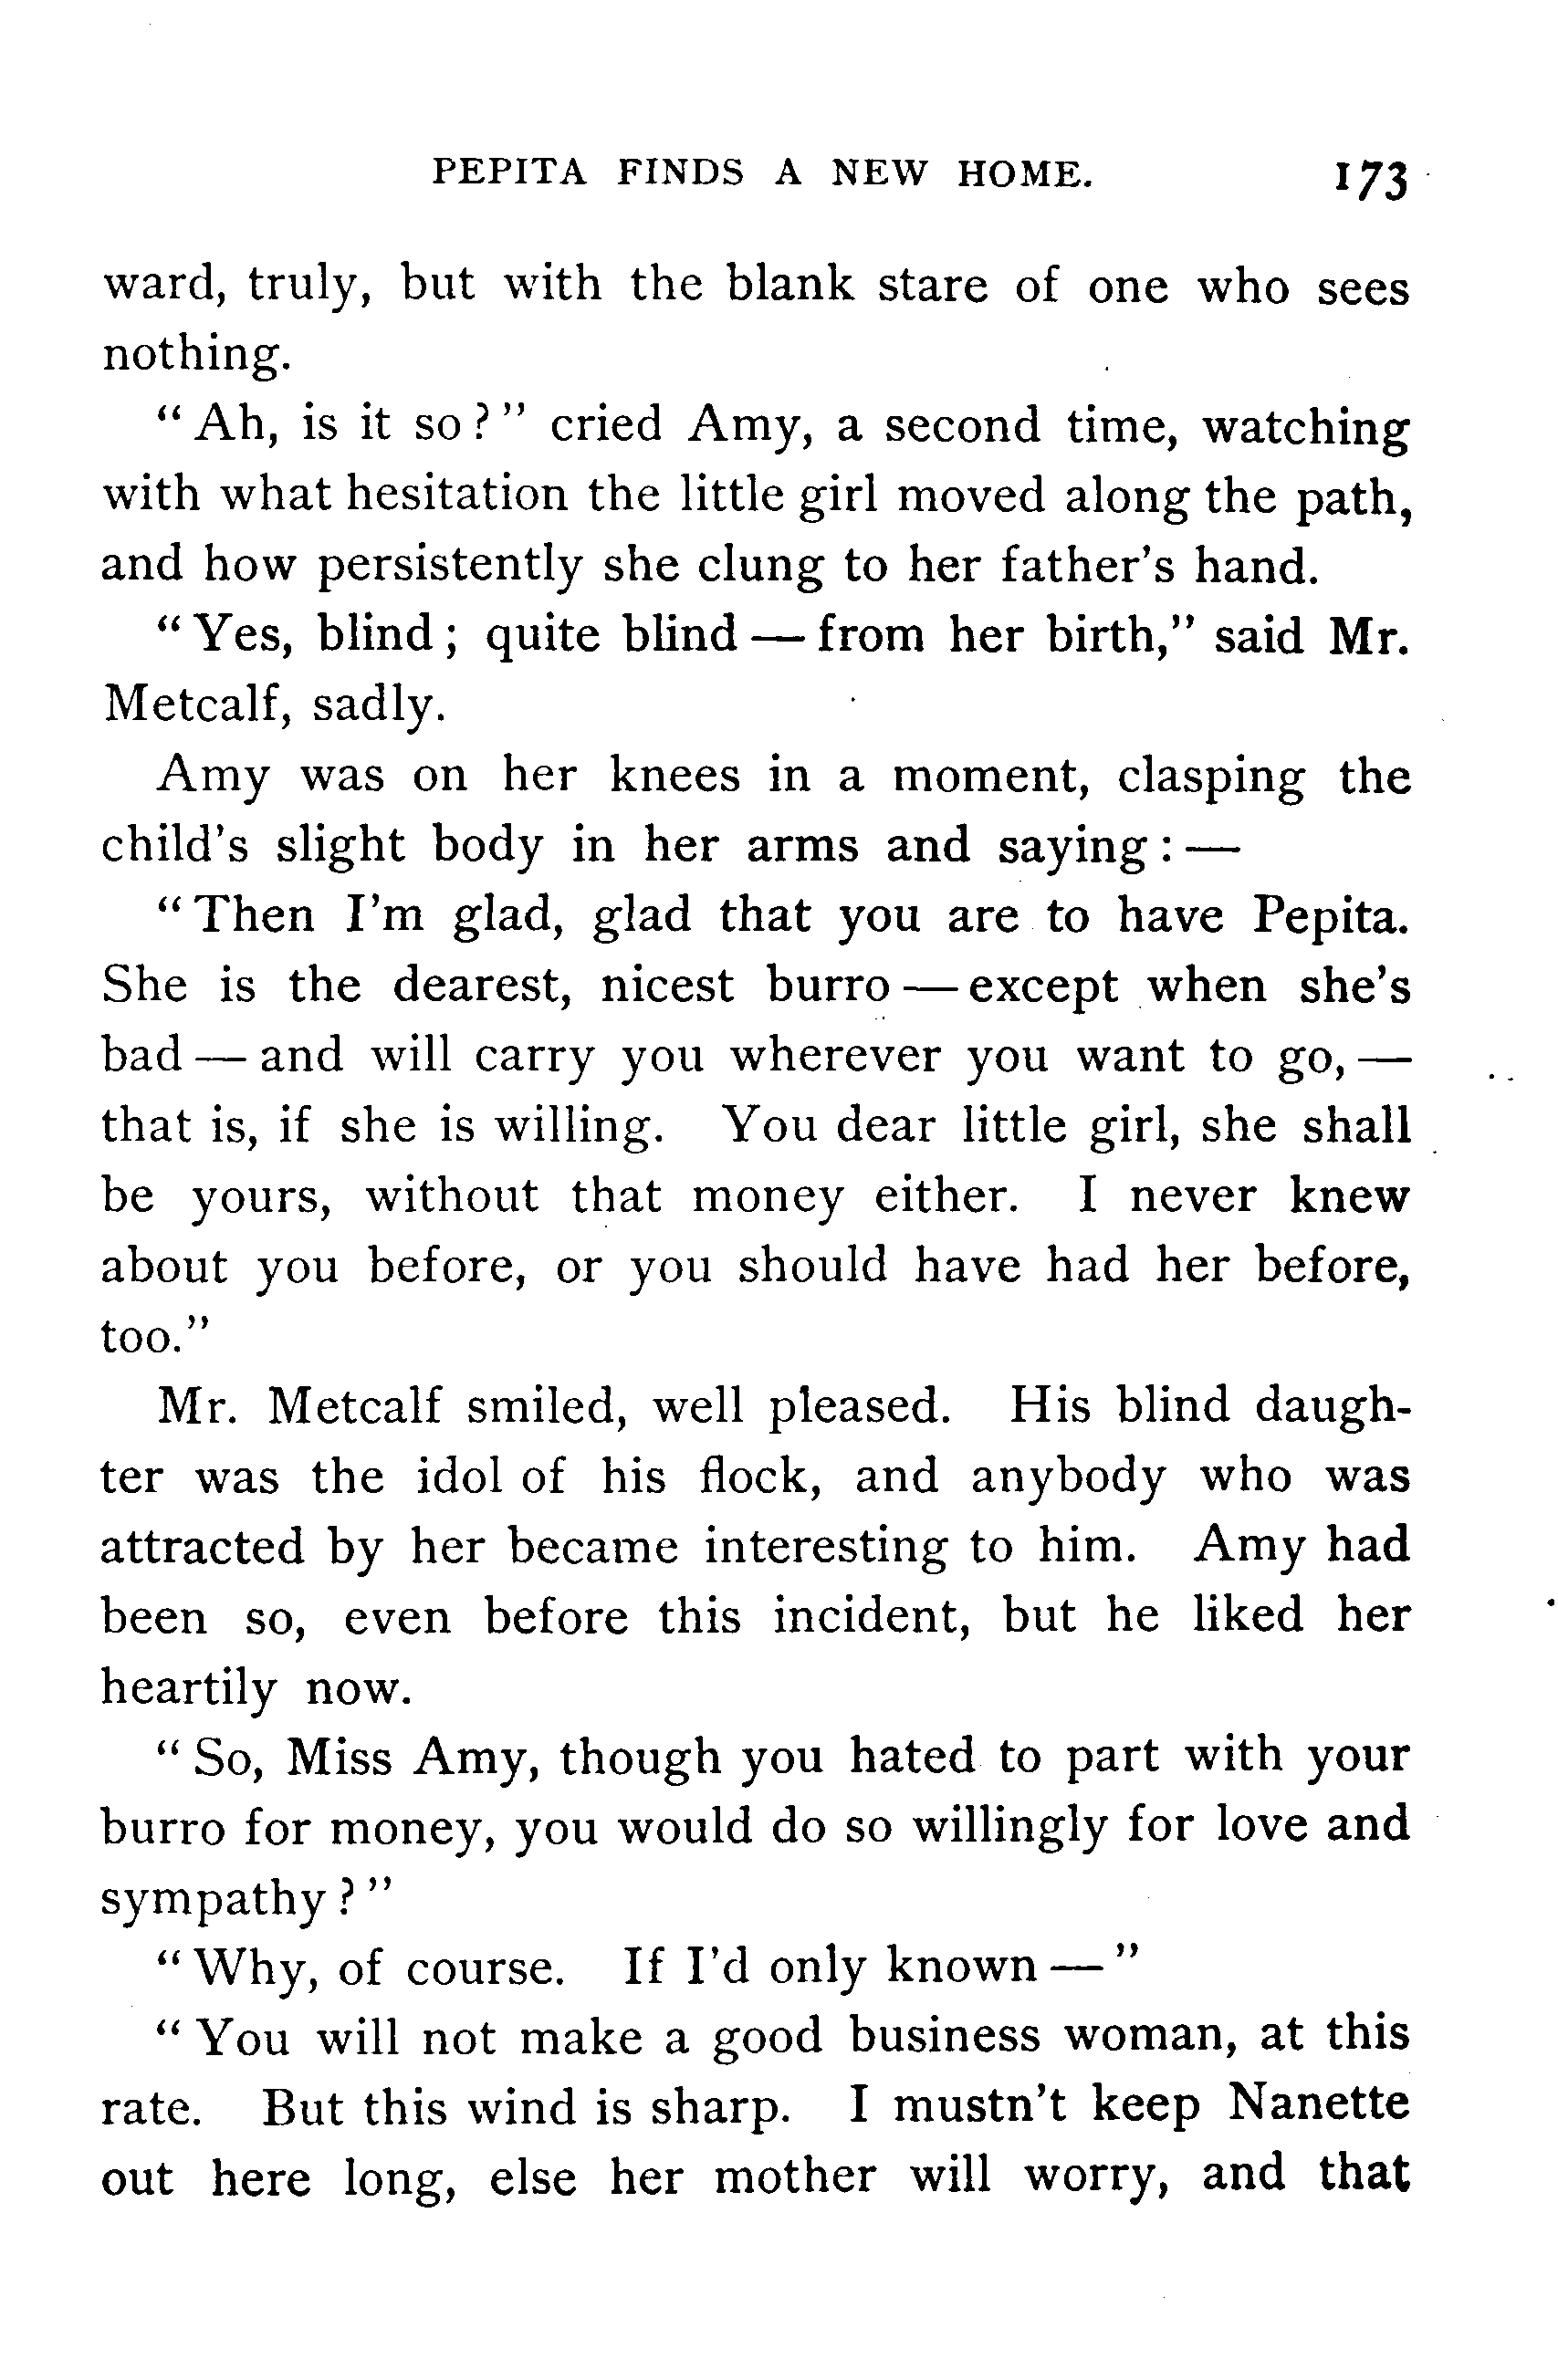 PEPITA FINDS A NEW HOME. 173
ward, truly, but with the blank stare of one who sees
nothing.
“Ah, is it so?” cried Amy, a second time, watching
with what hesitation the little girl moved along the path,
and how persistently she clung to her father’s hand.
“Yes, blind; quite blind — from her birth,” said Mr.
Metcalf, sadly.
Amy was on her knees in a moment, clasping the
child’s slight body in her arms and saying: —
“Then I’m glad, glad that you are to have Pepita.
She is the dearest, nicest burro — except when she’s
bad — and will carry you wherever you want to go, —
that is, if she is willing. You dear little girl, she shall
be yours, without that money either. I never knew
about you before, or you should have had her before,
too.”
Mr. Metcalf smiled, well pleased. His blind daugh-
ter was the idol of his flock, and anybody who was
attracted by her became interesting to him. Amy had
been so, even before this incident, but he liked her
heartily now.
“So, Miss Amy, though you hated to part with your
burro for money, you would do so willingly for love and
sympathy?”
“Why, of course. If I’d only known — ”
“You will not make a good business woman, at this
rate. But this wind is sharp. I mustn’t keep Nanette
out here long, else her mother will worry, and that